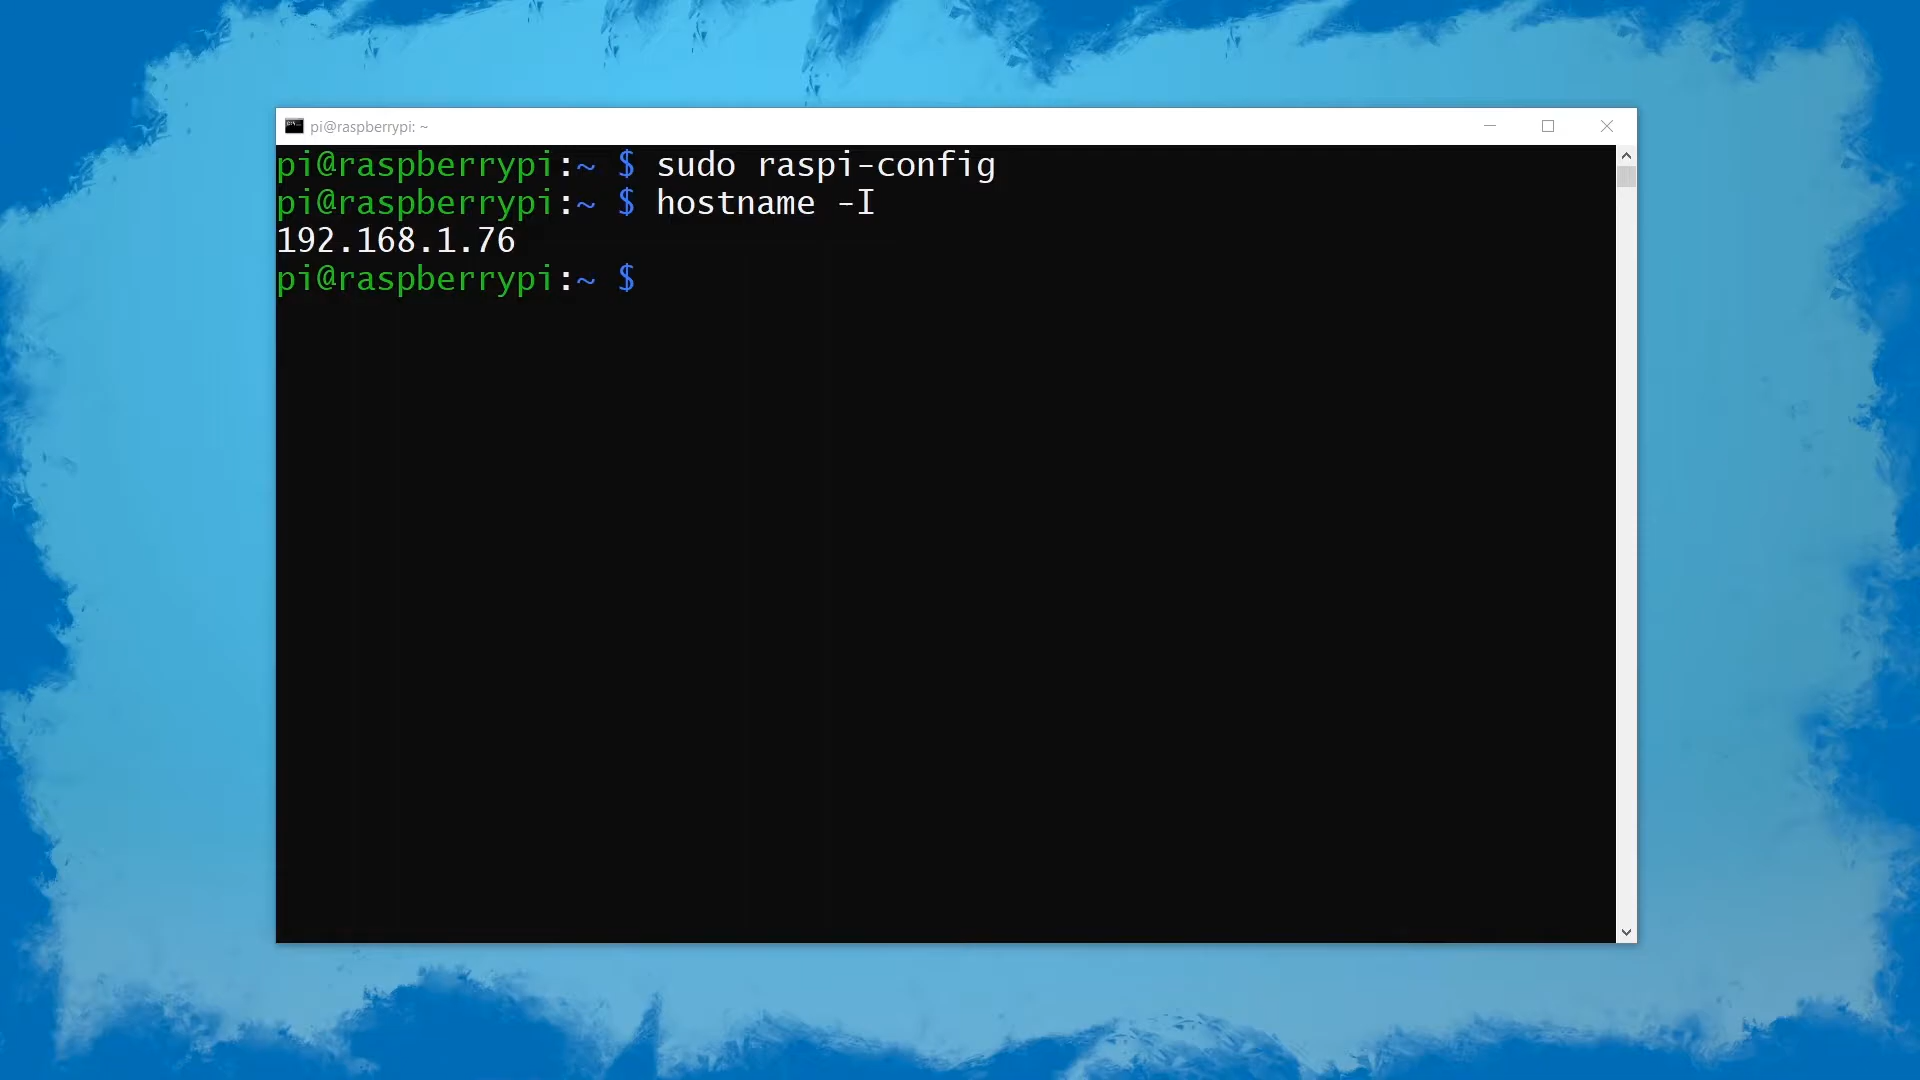 pi@raspberrypi: ~
pi@raspberrypi:~ $ sudo raspi-config
pi@raspberrypi:~ $ hostname -I
192.168.1.76
pi@raspberrypi:~ $